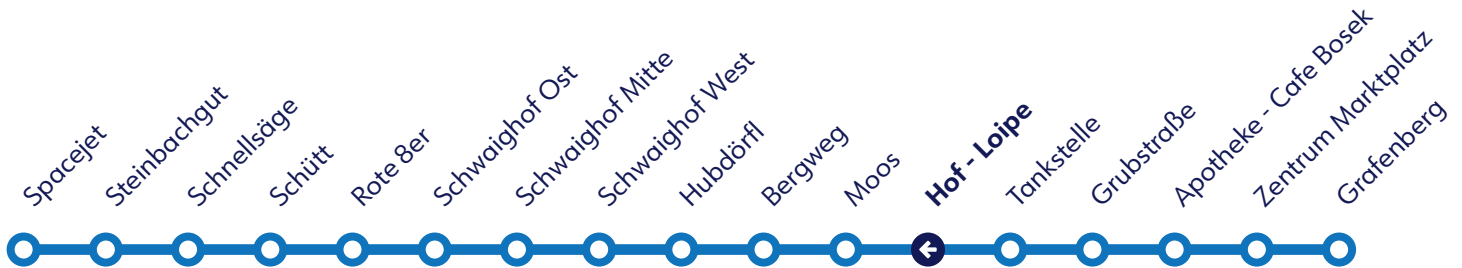 Spacejet
Steinbachgut
Schnellsäge
Schütt
Rote 8er
Schwaighof Ost
Schwaighof Mitte
Schwaighof West
Hubdörfl
Bergweg
Moos
Hof - Loipe
Tankstelle
Grubstraße
Apotheke - Cafe Bosek
Zentrum Marktplatz
Grafenberg